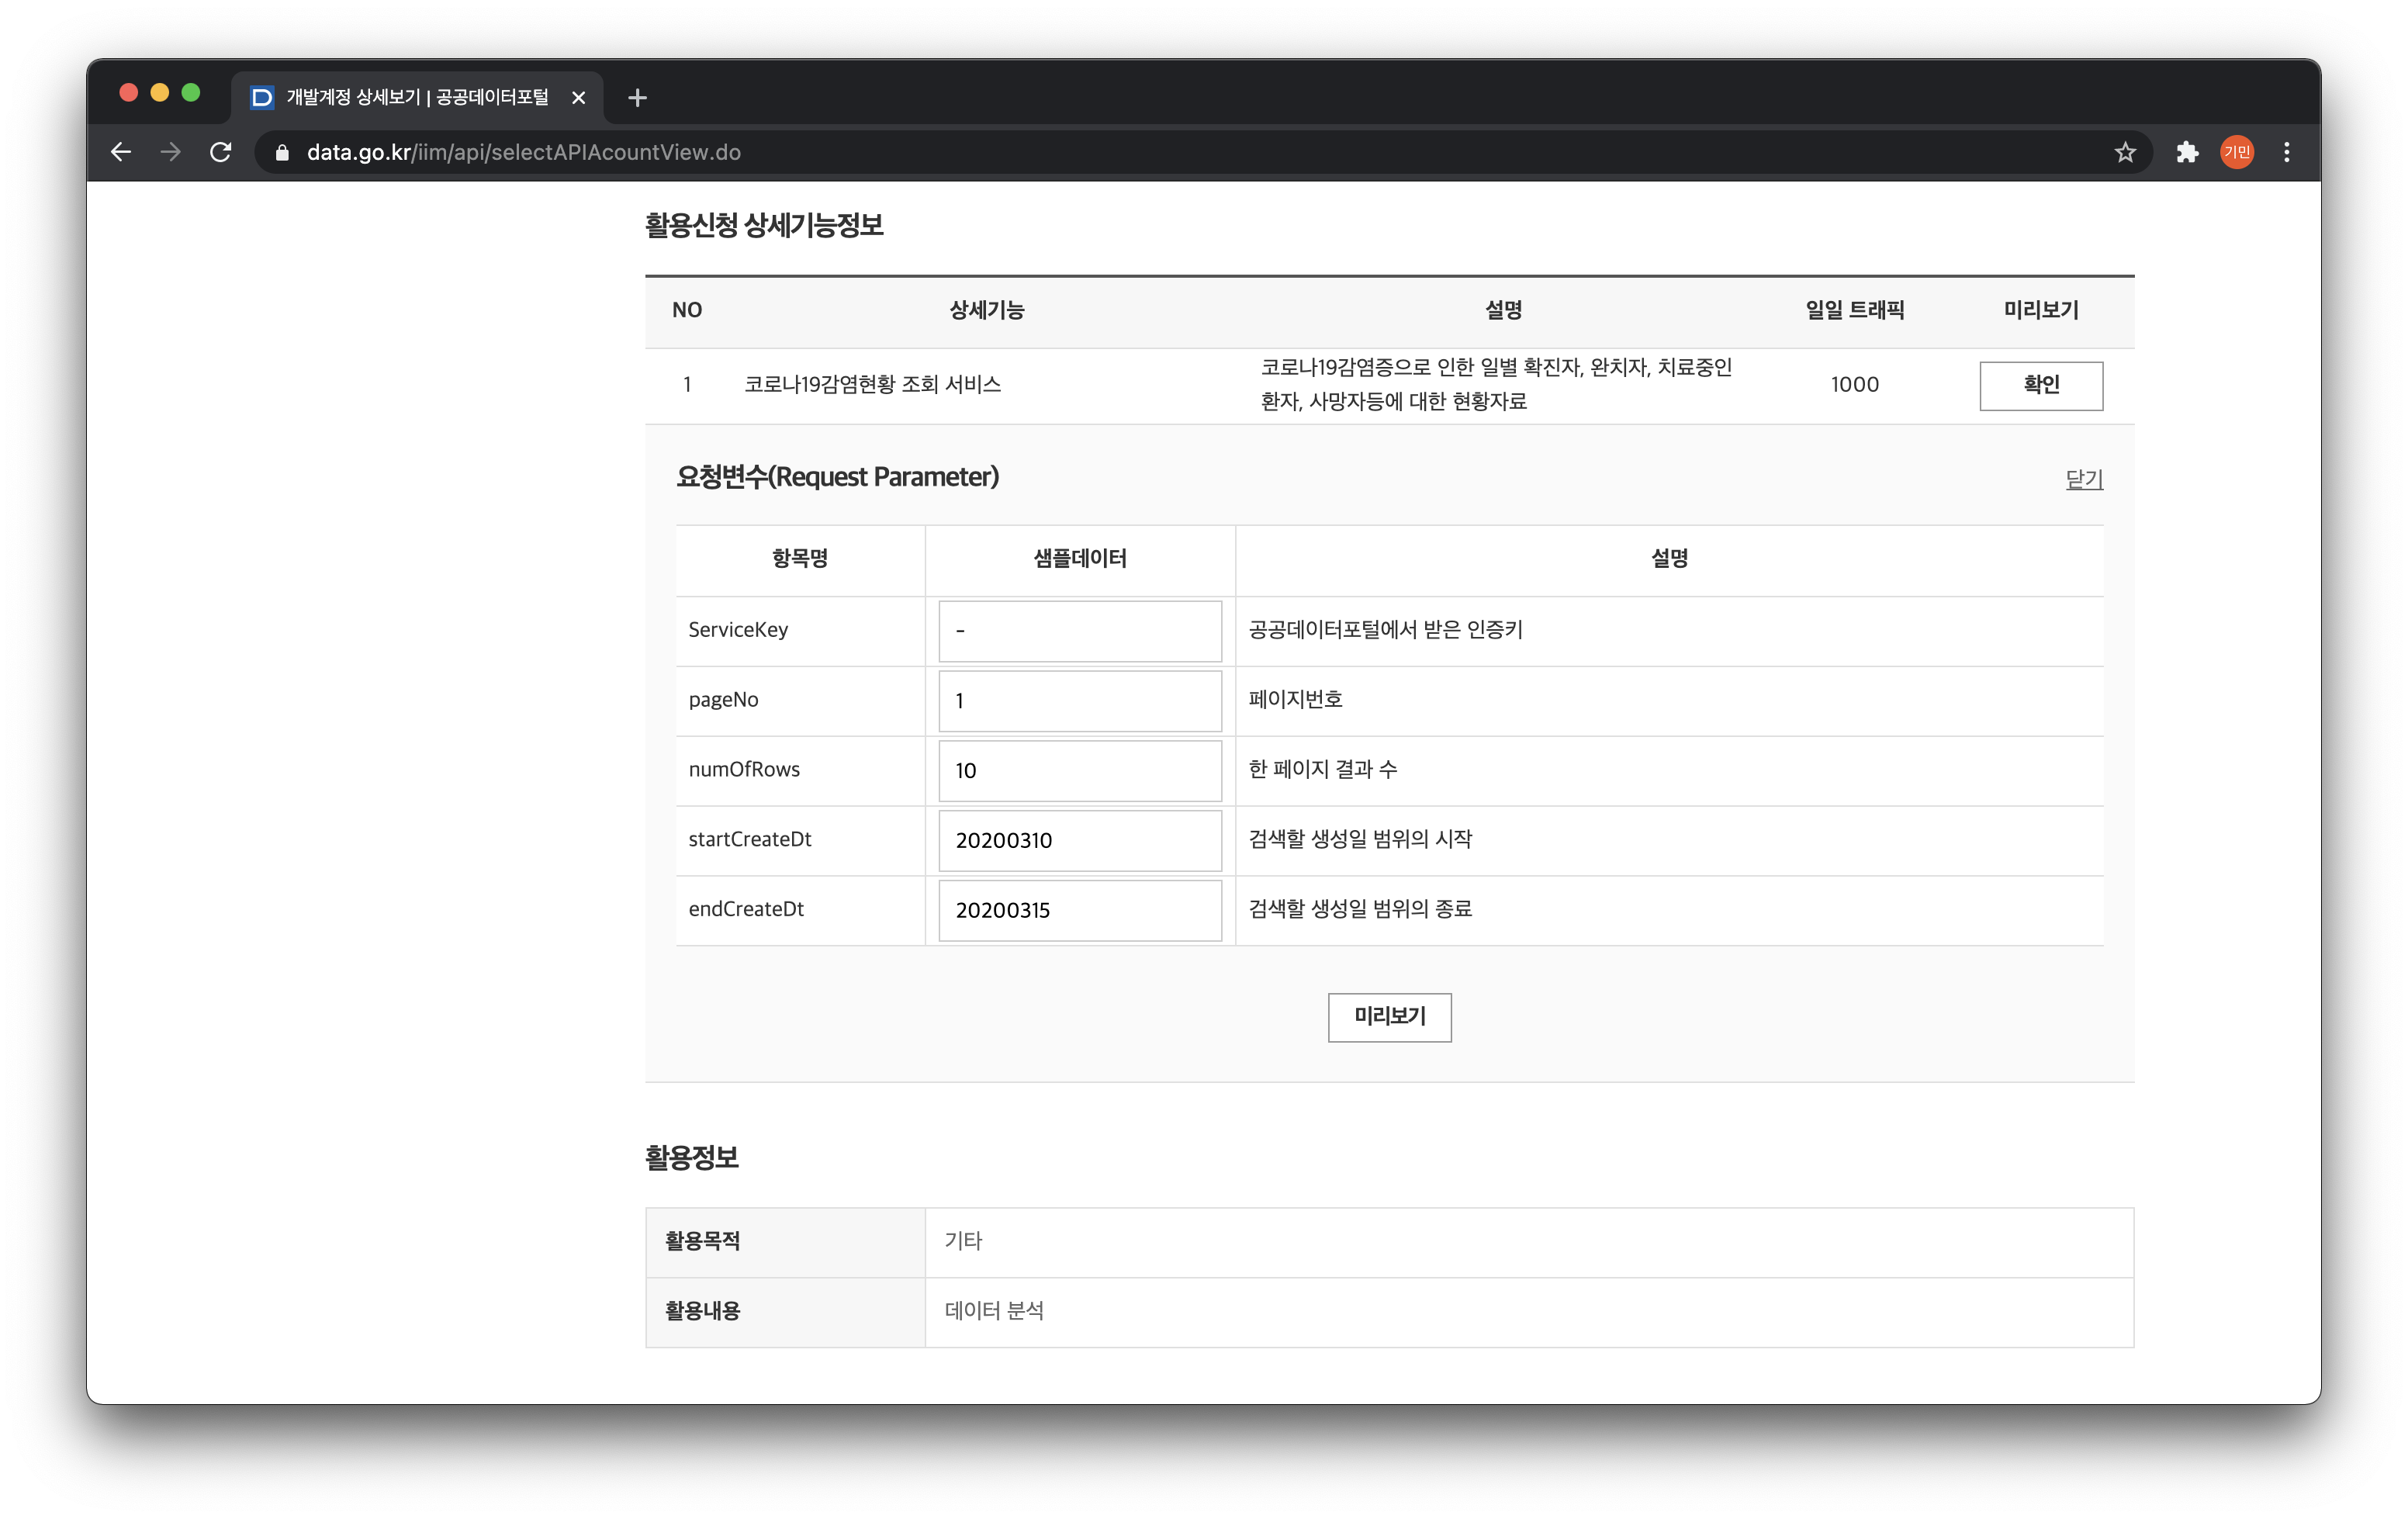 개발계정 상세보기 | 공공데이터포털
data.go.kr/iim/api/selectAPIAcountView.do
기민
활용신청 상세기능정보
NO 상세기능 설명 일일 트래픽 미리보기
1 코로나19감염현황 조회 서비스 코로나19감염증으로 인한 일별 확진자, 완치자, 치료중인 1000 확인
환자, 사망자등에 대한 현황자료
요청변수(Request Parameter) 닫기
항목명 샘플데이터 설명
ServiceKey - 공공데이터포털에서 받은 인증키
pageNo 1 페이지번호
numOfRows 10 한 페이지 결과 수
startCreateDt 20200310 검색할 생성일 범위의 시작
endCreateDt 20200315 검색할 생성일 범위의 종료
미리보기
활용정보
활용목적 기타
활용내용 데이터 분석